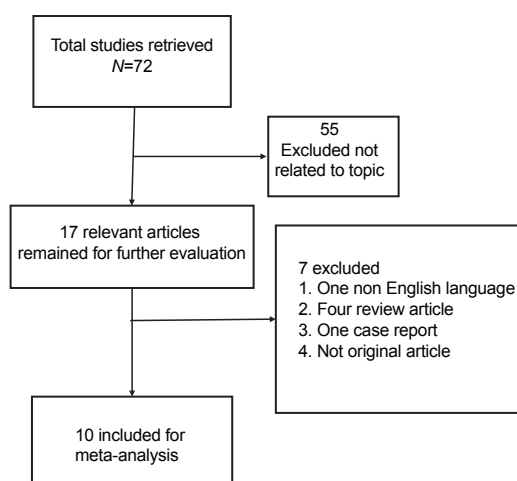 Total studies retrieved
N=72
55
Excluded not
related to topic
17 relevant articles
remained for further evaluation
7 excluded
1. One non English language
2. Four review article
3. One case report
4. Not original article
10 included for
meta-analysis